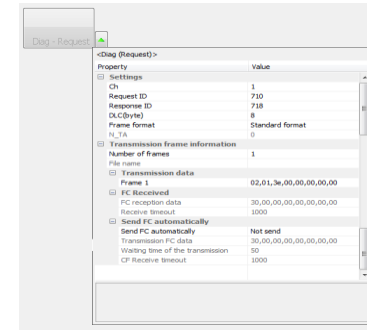 Diag - Request
<Diag (Request)>
Property Value
Settings
Ch 1
Request ID 710
Response ID 718
DLC(byte) 8
Frame format Standard format
N_TA 0
Transmission frame information
Number of frames 1
File name
Transmission data
Frame 1 02,01,3e,00,00,00,00,00
FC Received
FC reception data 30,00,00,00,00,00,00,00
Receive timeout 1000
Send FC automatically
Send FC automatically Not send
Transmission FC data 30,00,00,00,00,00,00,00
Waiting time of the transmission 50
CF Receive timeout 1000